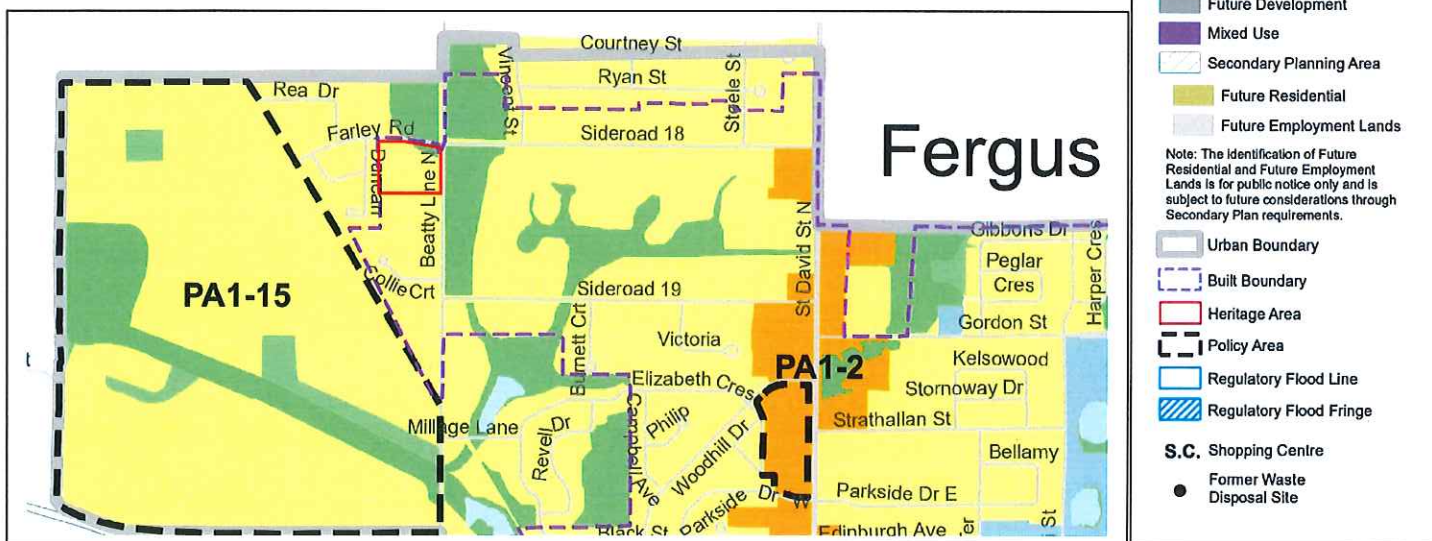 Courtney St
Vincent St
Ryan St
Steele St
Rea Dr
Farley Rd
Sideroad 18
Duncan
Beatty Line N
Fergus
St David St N
Gibbons Dr
Peglar
Cres
Harper Cres
Collie Crt
PA1-15
Sideroad 19
Gordon St
Burnett Crt
Victoria
Kelsowood
PA1-2
Elizabeth Cres
Stornoway Dr
Strathallan St
Millage Lane
Revell Dr
Campbell Ave
Philip
Woodhill Dr
Bellamy
Parkside Dr W
Parkside Dr E
Black St
Edinburgh Ave
er
St
t
Future Development
Mixed Use
Secondary Planning Area
Future Residential
Future Employment Lands
Note: The identification of Future
Residential and Future Employment
Lands is for public notice only and is
subject to future considerations through
Secondary Plan requirements.
Urban Boundary
Built Boundary
Heritage Area
Policy Area
Regulatory Flood Line
Regulatory Flood Fringe
S.C. Shopping Centre
Former Waste
Disposal Site